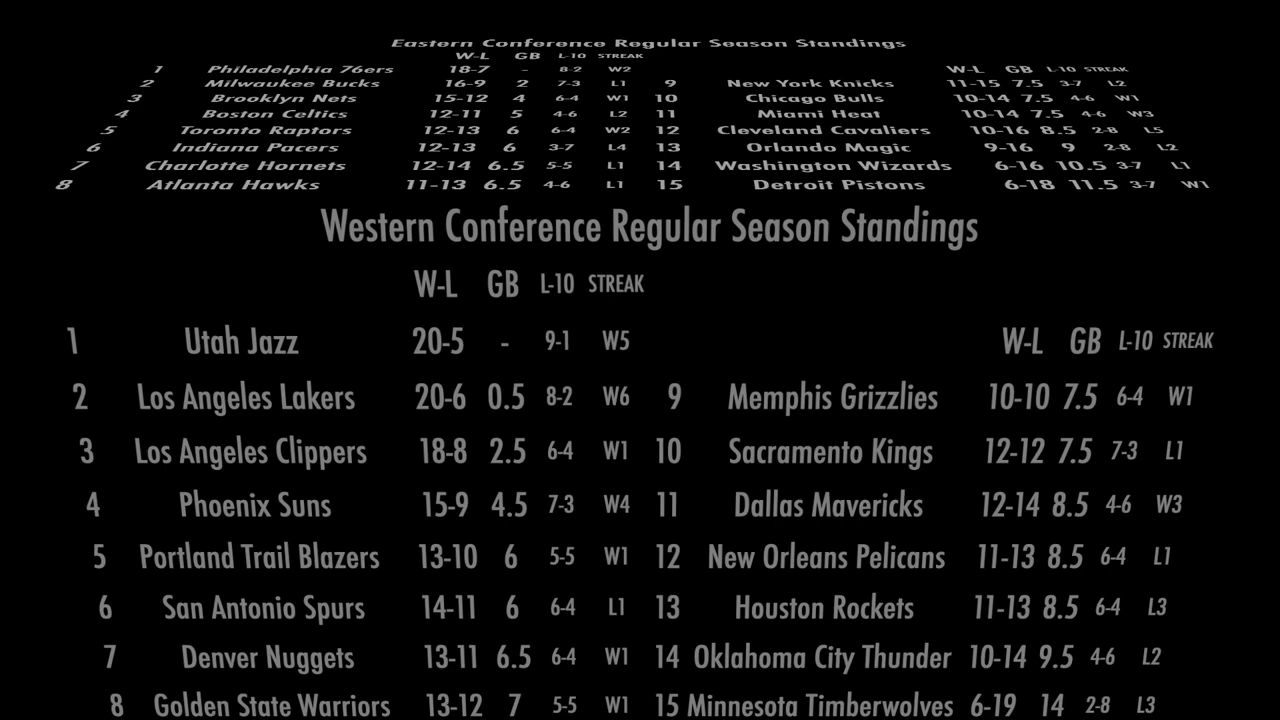 Eastern Conference Regular Season Standings
W-L GB L-10 STREAK
1 Philadelphia 76ers 18-7 - 8-2 W2 W-L GB L-10 STREAK
2 Milwaukee Bucks 16-9 2 7-3 L1 9 New York Knicks 11-15 7.5 3-7 L2
3 Brooklyn Nets 15-12 4 6-4 W1 10 Chicago Bulls 10-14 7.5 4-6 W1
4 Boston Celtics 12-11 5 4-6 L2 11 Miami Heat 10-14 7.5 4-6 W3
5 Toronto Raptors 12-13 6 6-4 W2 12 Cleveland Cavaliers 10-16 8.5 2-8 L5
6 Indiana Pacers 12-13 6 3-7 L4 13 Orlando Magic 9-16 9 2-8 L2
7 Charlotte Hornets 12-14 6.5 5-5 L1 14 Washington Wizards 6-16 10.5 3-7 L1
8 Atlanta Hawks 11-13 6.5 4-6 L1 15 Detroit Pistons 6-18 11.5 3-7 W1
Western Conference Regular Season Standings
W-L GB L-10 STREAK
1 Utah Jazz 20-5 - 9-1 W5 W-L GB L-10 STREAK
2 Los Angeles Lakers 20-6 0.5 8-2 W6 9 Memphis Grizzlies 10-10 7.5 6-4 W1
3 Los Angeles Clippers 18-8 2.5 6-4 W1 10 Sacramento Kings 12-12 7.5 7-3 L1
4 Phoenix Suns 15-9 4.5 7-3 W4 11 Dallas Mavericks 12-14 8.5 4-6 W3
5 Portland Trail Blazers 13-10 6 5-5 W1 12 New Orleans Pelicans 11-13 8.5 6-4 L1
6 San Antonio Spurs 14-11 6 6-4 L1 13 Houston Rockets 11-13 8.5 6-4 L3
7 Denver Nuggets 13-11 6.5 6-4 W1 14 Oklahoma City Thunder 10-14 9.5 4-6 L2
8 Golden State Warriors 13-12 7 5-5 W1 15 Minnesota Timberwolves 6-19 14 2-8 L3